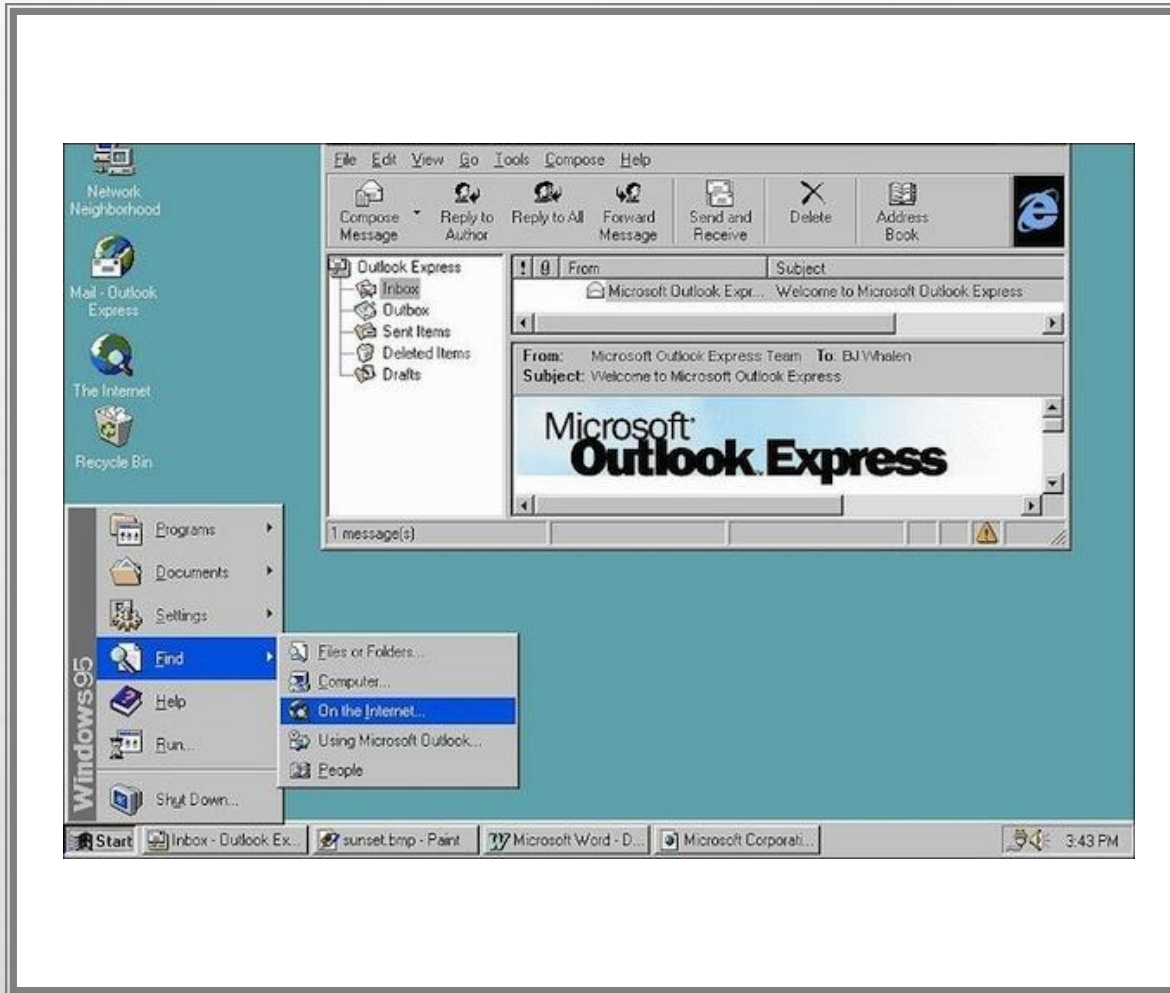 Network
Neighborhood
Mail - Outlook
Express
The Internet
Recycle Bin
File Edit View Go Tools Compose Help
Compose
Message
Reply to
Author
Reply to All
Forward
Message
Send and
Receive
Delete
Address
Book
Outlook Express
Inbox
Outbox
Sent Items
Deleted Items
Drafts
! From Subject
Microsoft Outlook Expr... Welcome to Microsoft Outlook Express
From: Microsoft Outlook Express Team To: BJ Whalen
Subject: Welcome to Microsoft Outlook Express
Microsoft
Outlook Express
1 message(s)
Windows95
Programs
Documents
Settings
Find
Help
Run...
Shut Down...
Files or Folders...
Computer...
On the Internet...
Using Microsoft Outlook...
People
Start Inbox - Outlook Ex... sunset.bmp - Paint Microsoft Word - D... Microsoft Corporati... 3:43 PM